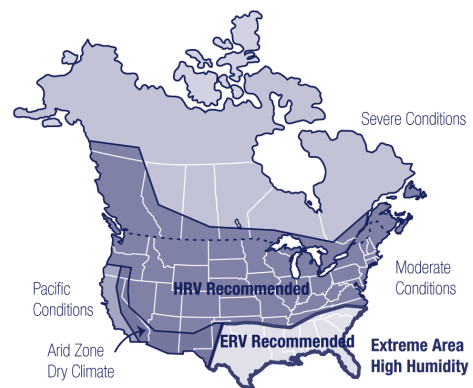 Severe Conditions
Moderate
Conditions
HRV Recommended
Pacific
Conditions
ERV Recommended
Extreme Area
High Humidity
Arid Zone
Dry Climate